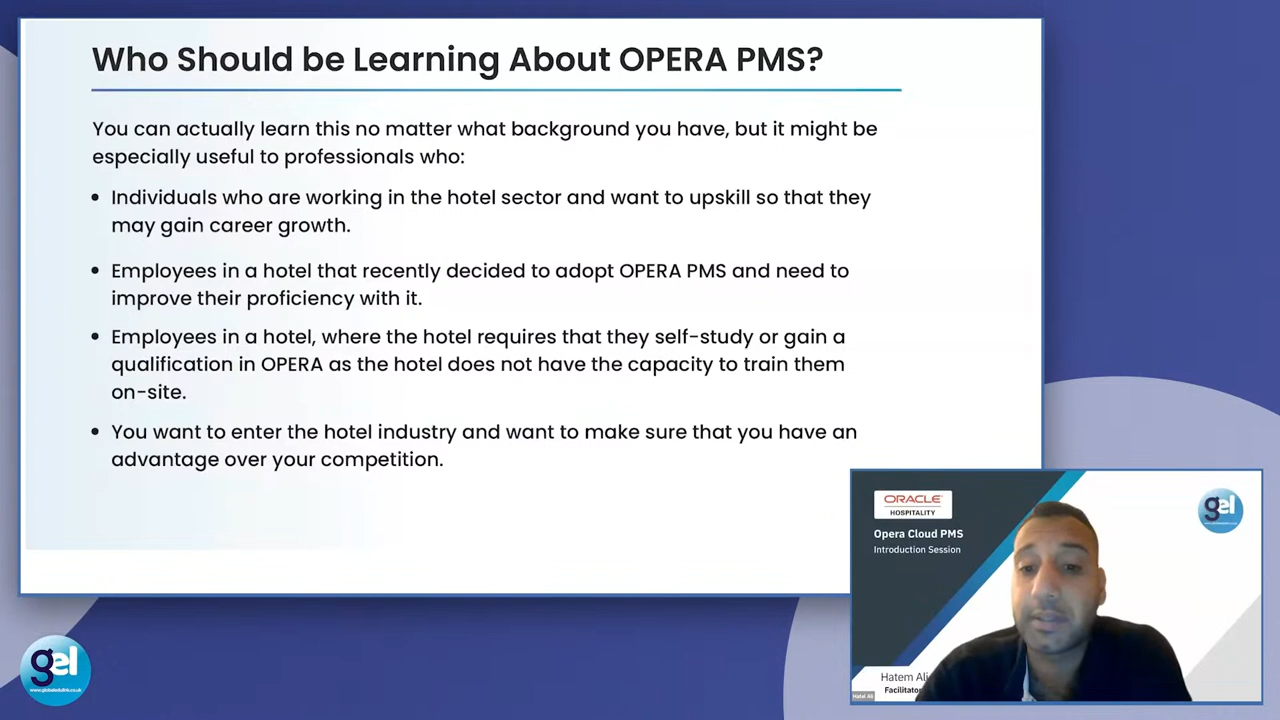 Who Should be Learning About OPERA PMS?
You can actually learn this no matter what background you have, but it might be
especially useful to professionals who:
• Individuals who are working in the hotel sector and want to upskill so that they
may gain career growth.
• Employees in a hotel that recently decided to adopt OPERA PMS and need to
improve their proficiency with it.
• Employees in a hotel, where the hotel requires that they self-study or gain a
qualification in OPERA as the hotel does not have the capacity to train them
on-site.
• You want to enter the hotel industry and want to make sure that you have an
advantage over your competition.
ORACLE
HOSPITALITY
Opera Cloud PMS
Introduction Session
gel
Hatem Ali
Facilitator
gel
www.globaledulink.co.uk